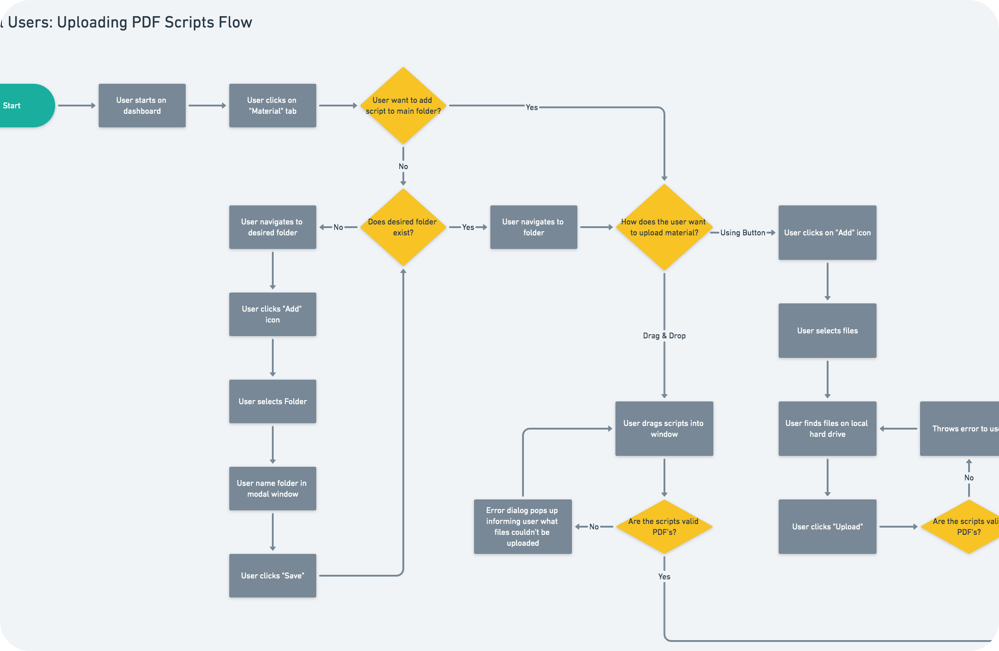 Users: Uploading PDF Scripts Flow
Start
User starts on
dashboard
User clicks on
"Material" tab
User want to add
script to main folder?
Yes
No
User navigates to
desired folder
No
Does desired folder
exist?
Yes
User navigates to
folder
How does the user want
to upload material?
Using Button
User clicks on "Add" icon
User clicks "Add"
icon
Drag & Drop
User selects files
User selects Folder
User drags scripts into
window
User finds files on local
hard drive
Throws error to
User name folder in
modal window
Error dialog pops up
informing user what
files couldn't be
uploaded
No
Are the scripts valid
PDF's?
User clicks "Upload"
No
Are the scripts
PDF's?
User clicks "Save"
Yes